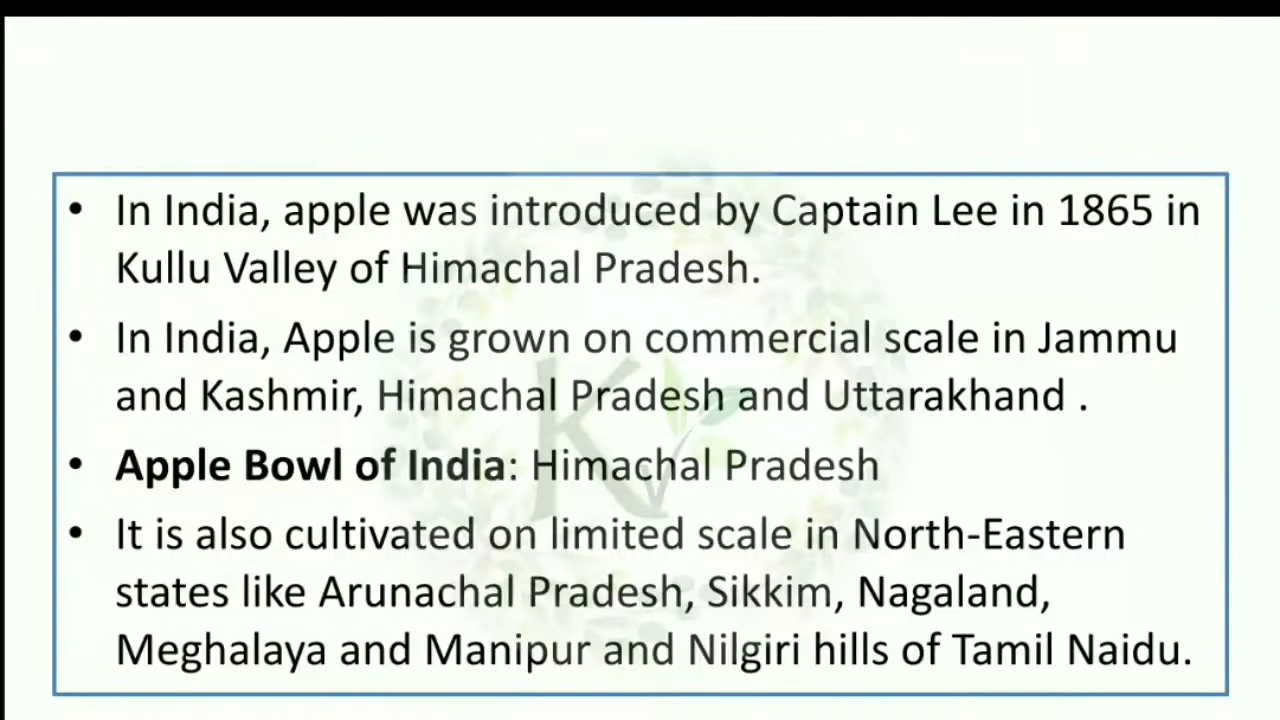 • In India, apple was introduced by Captain Lee in 1865 in
Kullu Valley of Himachal Pradesh.
• In India, Apple is grown on commercial scale in Jammu
and Kashmir, Himachal Pradesh and Uttarakhand .
• Apple Bowl of India: Himachal Pradesh
• It is also cultivated on limited scale in North-Eastern
states like Arunachal Pradesh, Sikkim, Nagaland,
Meghalaya and Manipur and Nilgiri hills of Tamil Naidu.
K